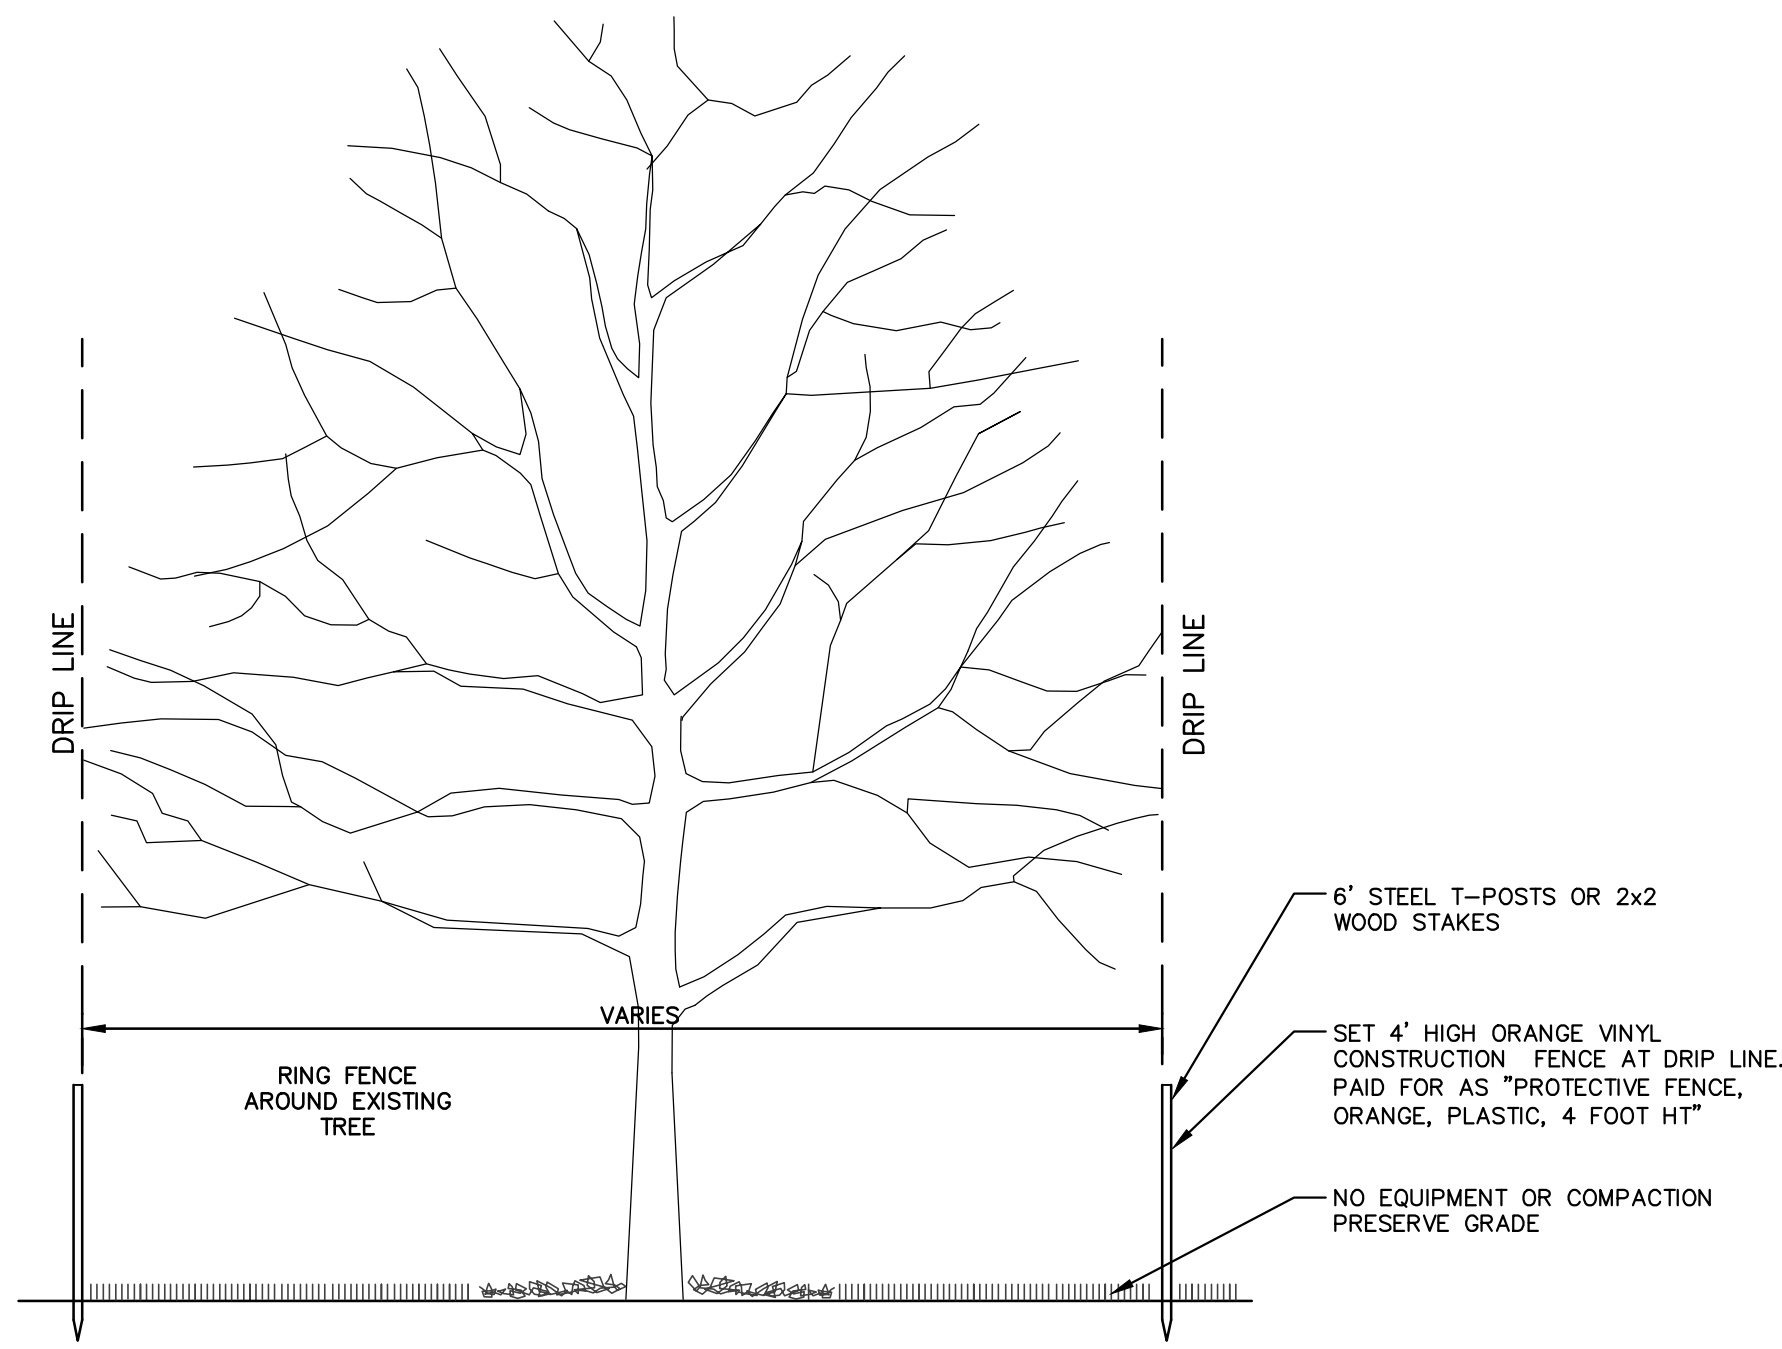 DRIP LINE
DRIP LINE
6' STEEL T-POSTS OR 2x2
WOOD STAKES
VARIES
SET 4' HIGH ORANGE VINYL
CONSTRUCTION FENCE AT DRIP LINE.
PAID FOR AS "PROTECTIVE FENCE,
ORANGE, PLASTIC, 4 FOOT HT"
RING FENCE
AROUND EXISTING
TREE
NO EQUIPMENT OR COMPACTION
PRESERVE GRADE